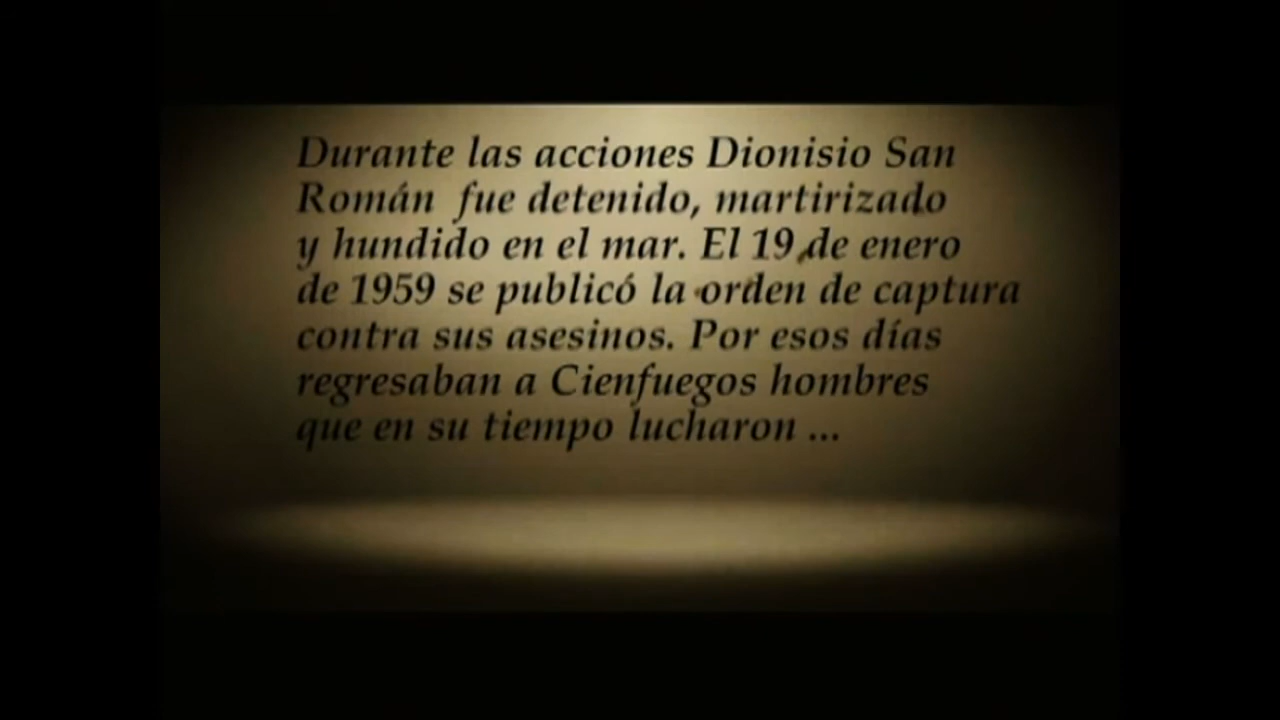 Durante las acciones Dionisio San
Román fue detenido, martirizado
y hundido en el mar. El 19 de enero
de 1959 se publicó la orden de captura
contra sus asesinos. Por esos días
regresaban a Cienfuegos hombres
que en su tiempo lucharon ...